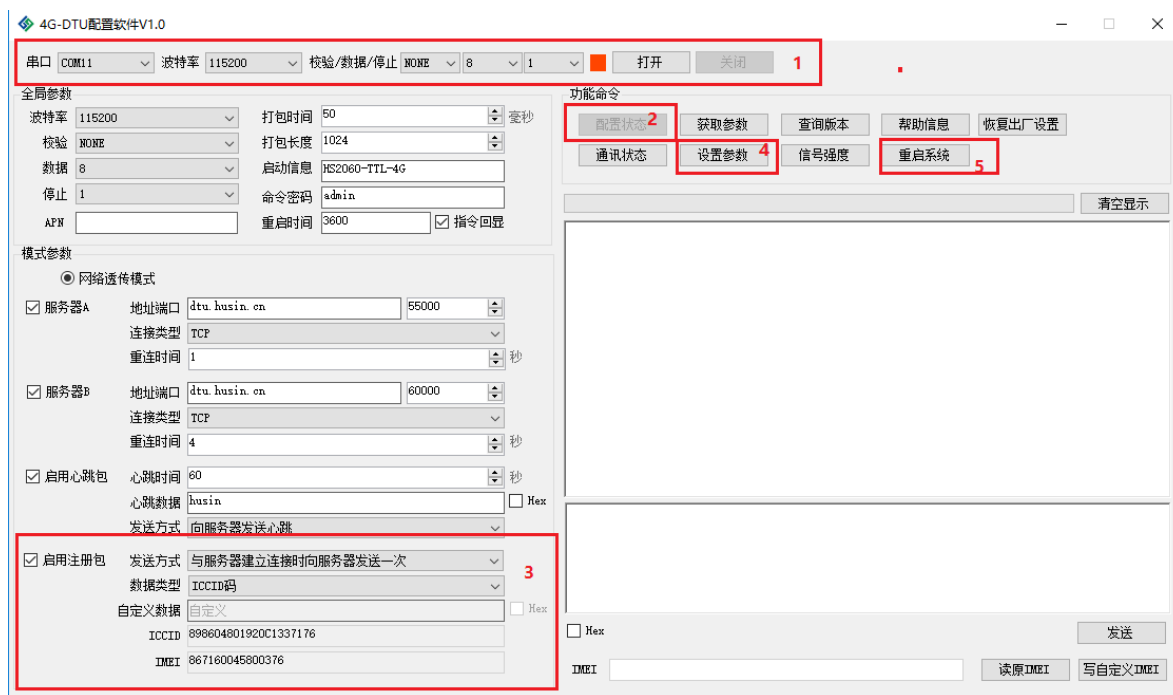 4G-DTU配置软件V1.0
串口 COM11 波特率 115200 校验/数据/停止 NONE 8 1 打开 关闭 1
全局参数
波特率 115200 打包时间 50 毫秒
校验 NONE 打包长度 1024
数据 8 启动信息 HS2060-TTL-4G
停止 1 命令密码 admin
APN 重启时间 3600 指令回显
功能命令
配置状态 2 获取参数 查询版本 帮助信息 恢复出厂设置
通讯状态 设置参数 4 信号强度 重启系统 5
清空显示
模式参数
网络透传模式
服务器A 地址端口 dtu.husin.cn 55000
连接类型 TCP
重连时间 1 秒
服务器B 地址端口 dtu.husin.cn 60000
连接类型 TCP
重连时间 4 秒
启用心跳包 心跳时间 60 秒
心跳数据 husin Hex
发送方式 向服务器发送心跳
启用注册包 发送方式 与服务器建立连接时向服务器发送一次 3
数据类型 ICCID码
自定义数据 自定义 Hex
ICCID 898604801920C1337176
IMEI 867160045800376
Hex 发送
IMEI 读原IMEI 写自定义IMEI